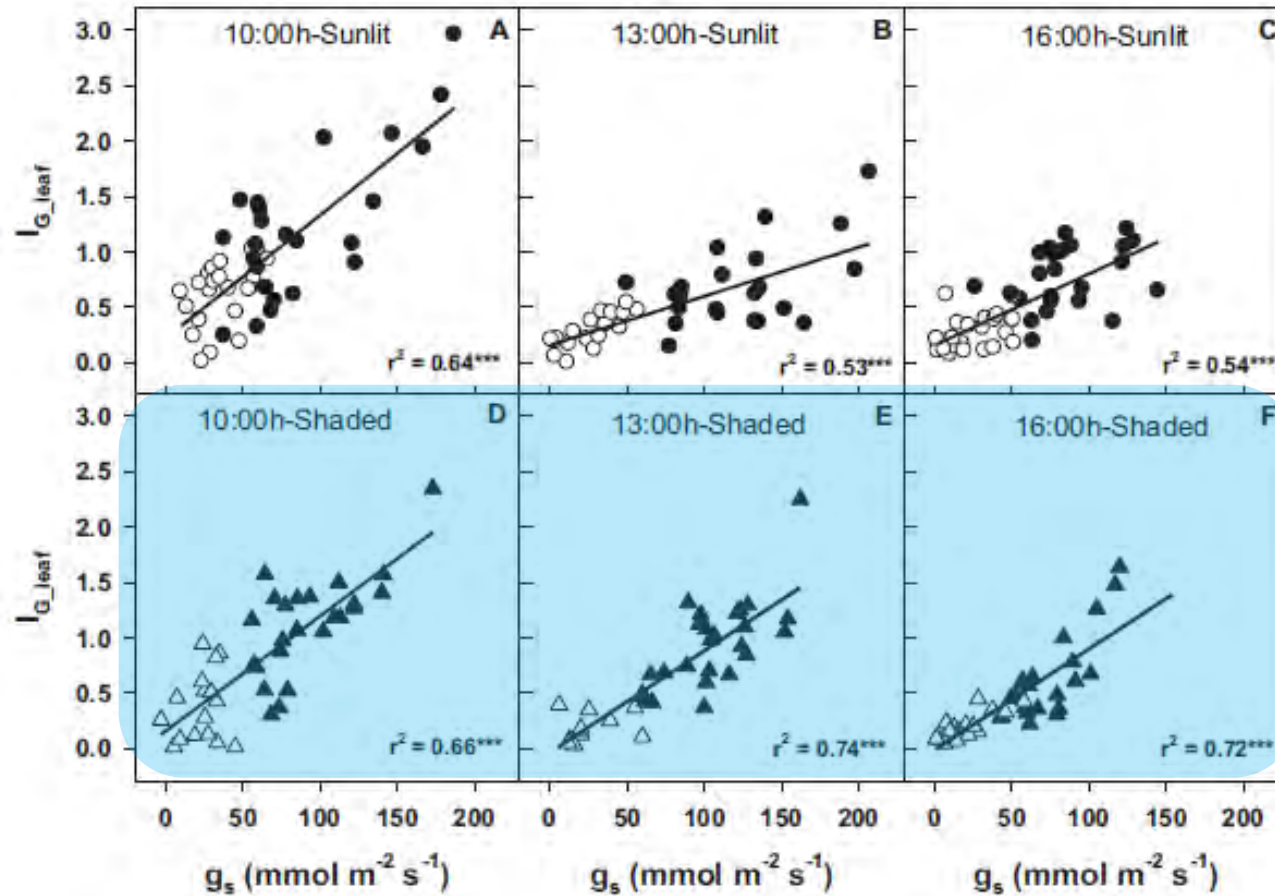 3.0 10:00h-Sunlit A 13:00h-Sunlit B 16:00h-Sunlit C
2.5
2.0
I_{G_leaf} 1.5
1.0
0.5
0.0 r² = 0.64*** r² = 0.53*** r² = 0.54***
3.0 10:00h-Shaded D 13:00h-Shaded E 16:00h-Shaded F
2.5
2.0
I_{G_leaf} 1.5
1.0
0.5
0.0 r² = 0.66*** r² = 0.74*** r² = 0.72***
0 50 100 150 200 0 50 100 150 200 0 50 100 150 200
g_s (mmol m⁻² s⁻¹) g_s (mmol m⁻² s⁻¹) g_s (mmol m⁻² s⁻¹)